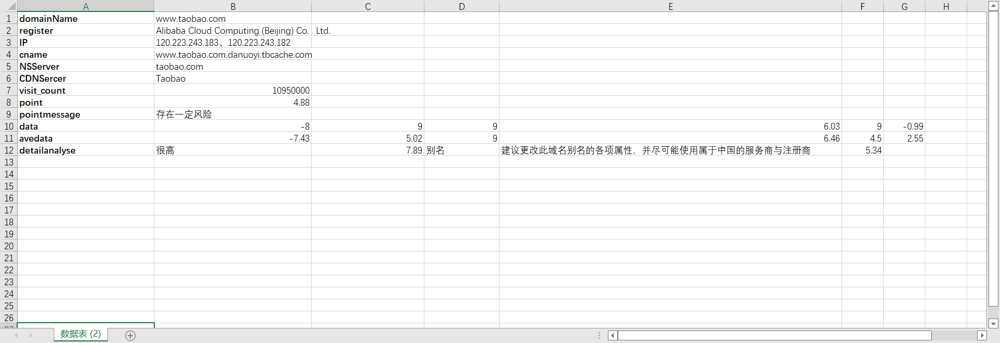 A B C D E F G H
1 domainName www.taobao.com
2 register Alibaba Cloud Computing (Beijing) Co. Ltd.
3 IP 120.223.243.183、120.223.243.182
4 cname www.taobao.com.danuoyi.tbcache.com
5 NSServer taobao.com
6 CDNSercer Taobao
7 visit_count 10950000
8 point 4.88
9 pointmessage 存在一定风险
10 data -8 9 9 6.03 9 -0.99
11 avedata -7.43 5.02 9 6.46 4.5 2.55
12 detailanalyse 很高 7.89 别名 建议更改此域名别名的各项属性，并尽可能使用属于中国的服务商与注册商 5.34
13
14
15
16
17
18
19
20
21
22
23
24
25
26
数据表 (2)